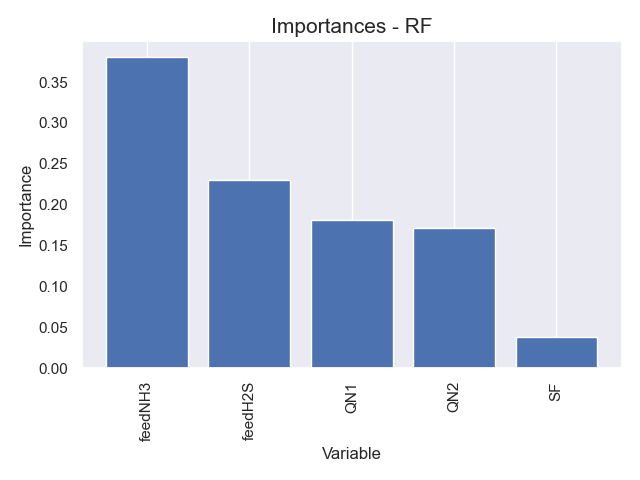 Importances - RF
0.35
0.30
0.25
0.20
0.15
0.10
0.05
0.00
Importance
feedNH3
feedH2S
QN1
QN2
SF
Variable